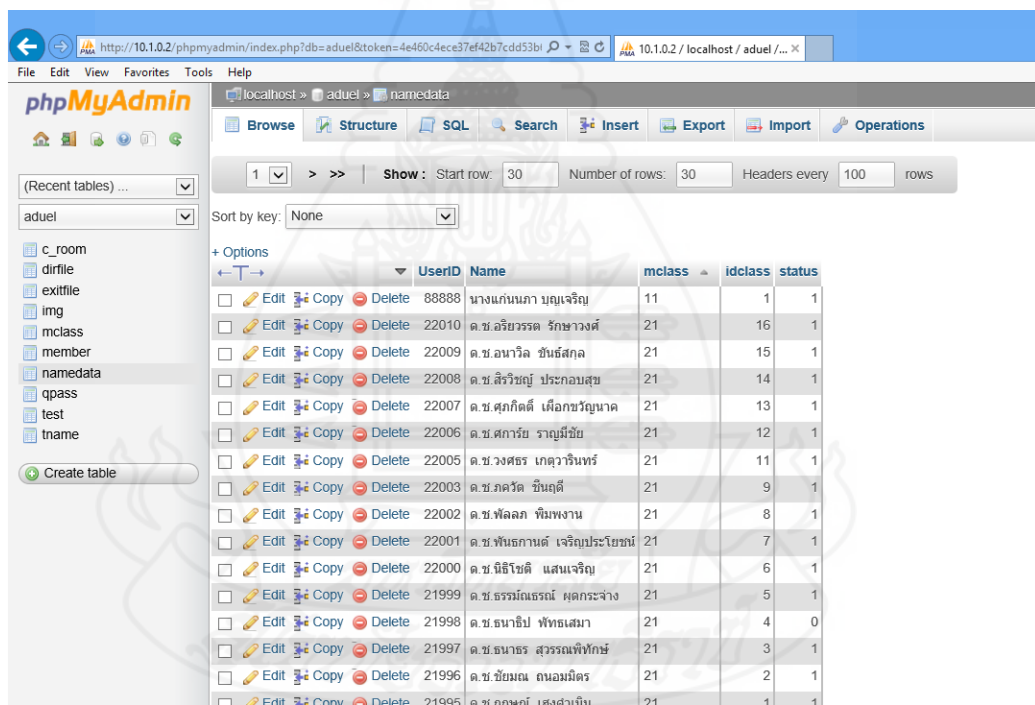 http://10.1.0.2/phpmyadmin/index.php?db=aduel&token=4e460c4ece37ef42b7cdd53b
10.1.0.2 / localhost / aduel /... ×
File Edit View Favorites Tools Help
phpMyAdmin
(Recent tables) ...
aduel
c_room
dirfile
exitfile
img
mclass
member
namedata
qpass
test
tname
Create table
localhost » aduel » namedata
Browse Structure SQL Search Insert Export Import Operations
1 > >> Show : Start row: 30 Number of rows: 30 Headers every 100 rows
Sort by key: None
+ Options
←T→ UserID Name mclass idclass status
Edit Copy Delete 88888 นางแก่นนภา บุญเจริญ 11 1 1
Edit Copy Delete 22010 ด.ช.อริยวรรต รักษาวงศ์ 21 16 1
Edit Copy Delete 22009 ด.ช.อนาวิล ขันธ์สกุล 21 15 1
Edit Copy Delete 22008 ด.ช.สิรวิชญ์ ประกอบสุข 21 14 1
Edit Copy Delete 22007 ด.ช.ศุภกิตติ์ เผือกขวัญนาค 21 13 1
Edit Copy Delete 22006 ด.ช.ศการัย ราญมีชัย 21 12 1
Edit Copy Delete 22005 ด.ช.วงศธร เกตุวารินทร์ 21 11 1
Edit Copy Delete 22003 ด.ช.ภควัต ชื่นฤดี 21 9 1
Edit Copy Delete 22002 ด.ช.พัลลภ พิมพงาน 21 8 1
Edit Copy Delete 22001 ด.ช.พันธกานต์ เจริญประโยชน์ 21 7 1
Edit Copy Delete 22000 ด.ช.นิธิโชติ แสนเจริญ 21 6 1
Edit Copy Delete 21999 ด.ช.ธรรม์ณธรณ์ ผุดกระจ่าง 21 5 1
Edit Copy Delete 21998 ด.ช.ธนาธิป พัทธเสมา 21 4 0
Edit Copy Delete 21997 ด.ช.ธนาธร สุวรรณพิทักษ์ 21 3 1
Edit Copy Delete 21996 ด.ช.ชัยมณ ถนอมมิตร 21 2 1
Edit Copy Delete 21995 ด.ช. 21 1 1